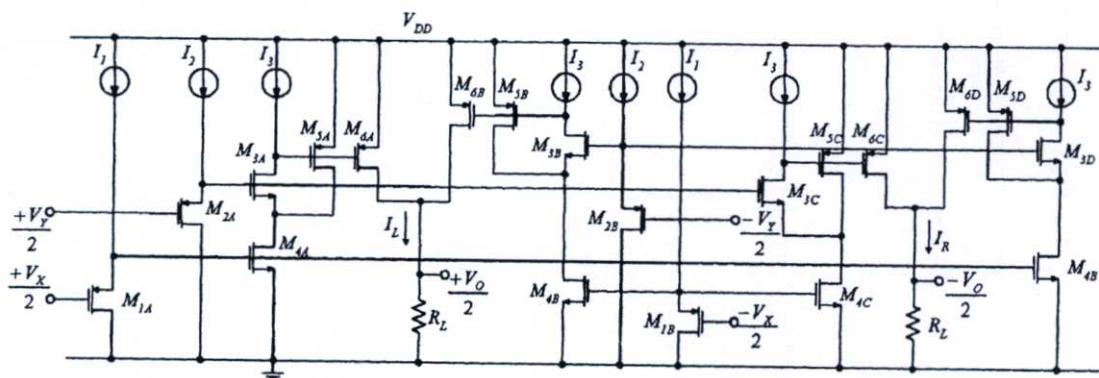 V_DD
I_1 I_2 I_3 I_3 I_2 I_1 I_3 I_3
M_6B M_5B M_6D M_5D
M_5A M_6A M_5C M_6C
M_3A M_3B M_3C M_3D
+V_Y/2 M_2A M_2B -V_Y/2
I_L I_R
M_4A M_4B
+V_X/2 +V_O/2 -V_O/2
M_1A R_L M_4B M_1B -V_X/2 M_4C R_L